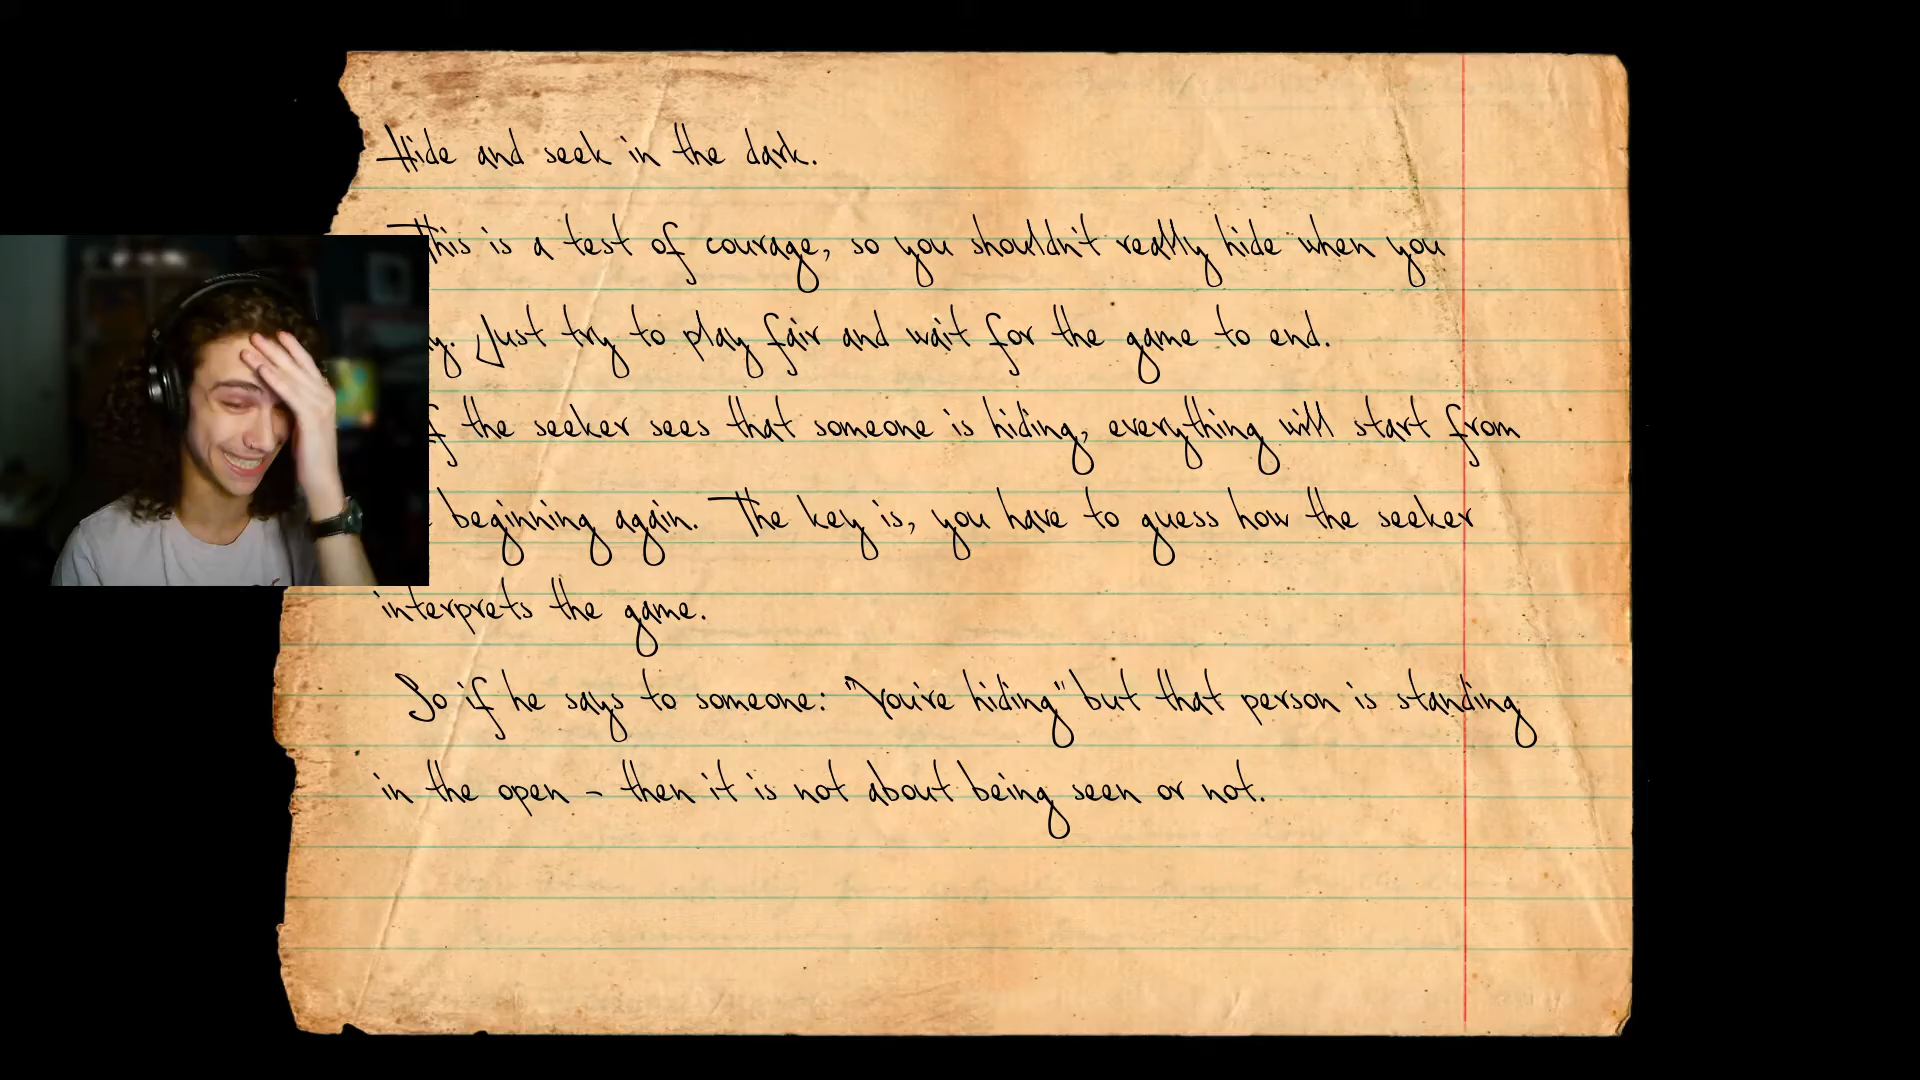 Hide and seek in the dark.
This is a test of courage, so you shouldn't really hide when you
Just try to play fair and wait for the game to end.
the seeker sees that someone is hiding, everything will start from
beginning again. The key is, you have to guess how the seeker
interprets the game.
So if he says to someone: "You're hiding" but that person is standing
in the open - then it is not about being seen or not.